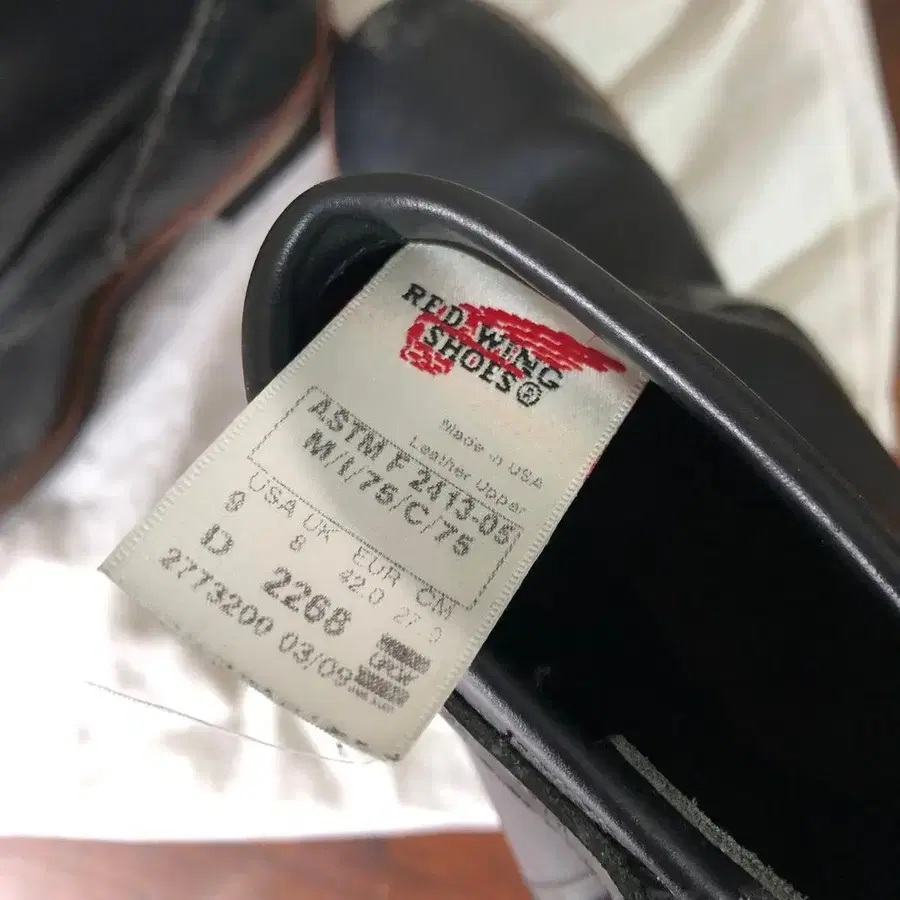 RED WING
SHOES®
Made in USA
Leather Upper
ASTM F 2413-05
M/I/75/C/75
USA UK EUR CM
9 8 42.0 27.0
D 2268
2773200 03/09